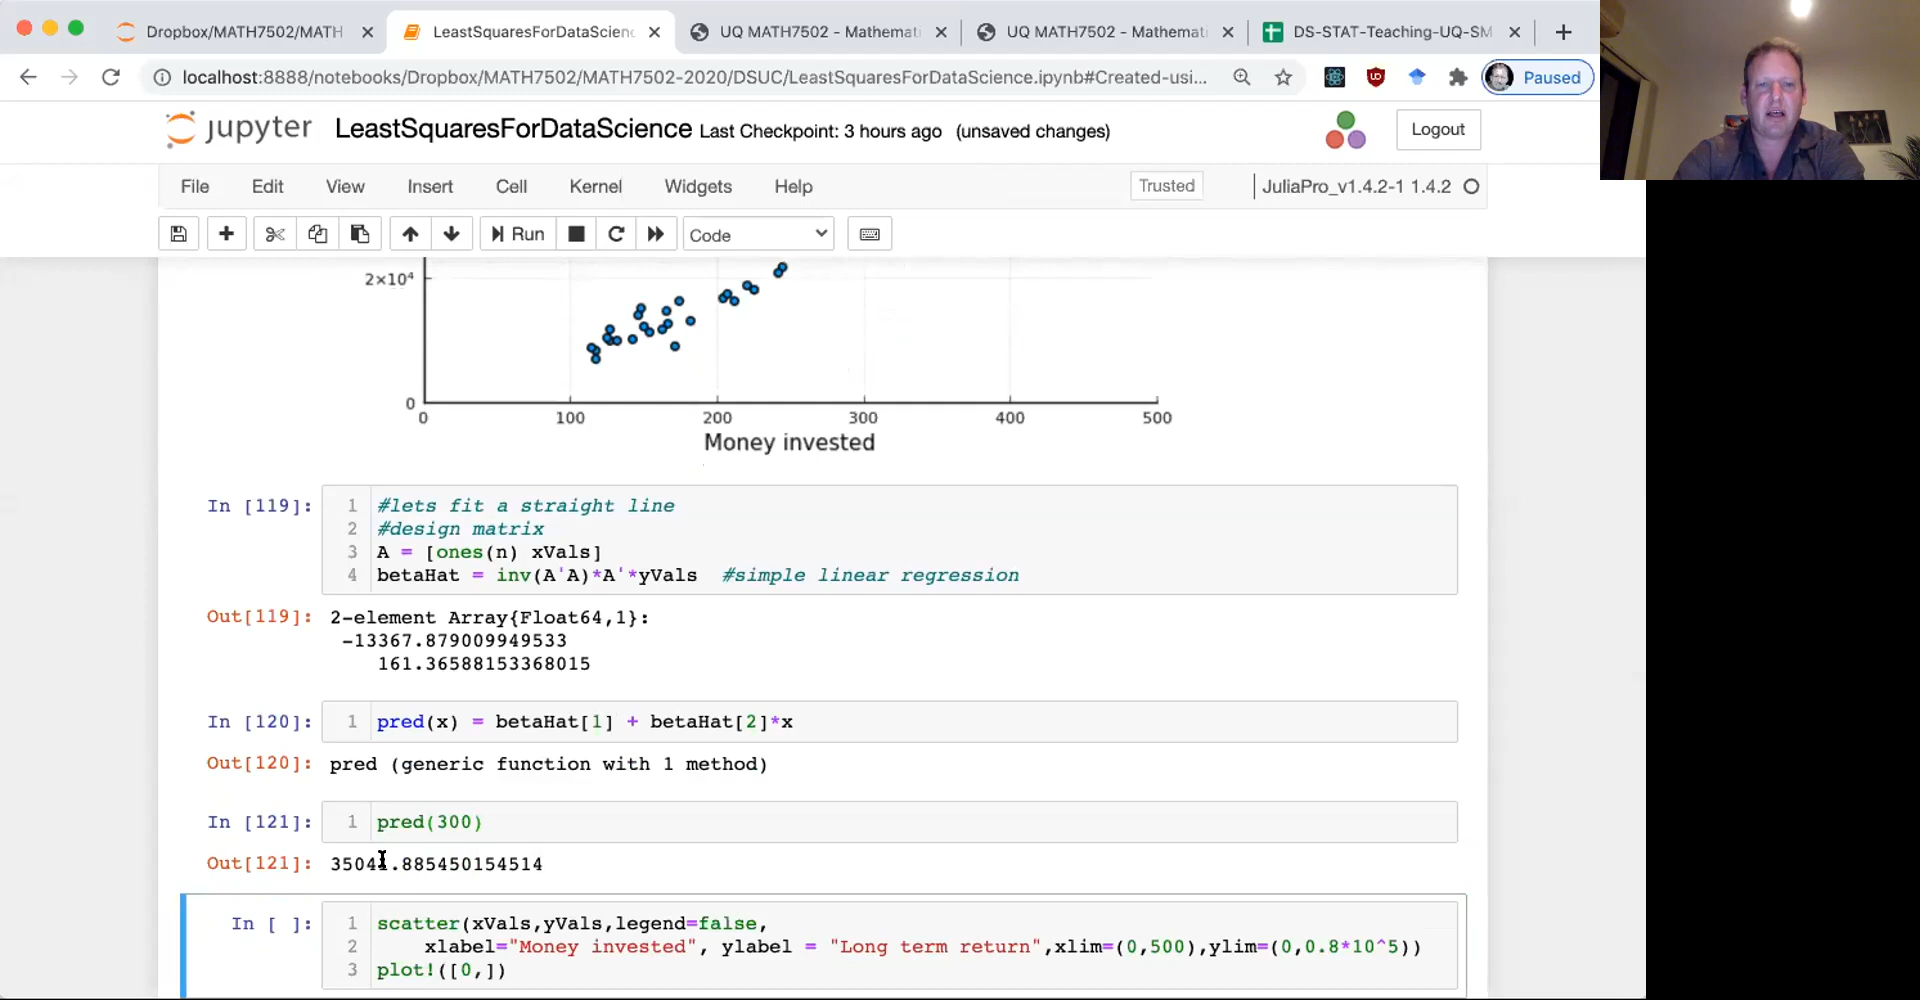 Dropbox/MATH7502/MATH
LeastSquaresForDataScienc
UQ MATH7502 - Mathemati
UQ MATH7502 - Mathemati
DS-STAT-Teaching-UQ-SM
localhost:8888/notebooks/Dropbox/MATH7502/MATH7502-2020/DSUC/LeastSquaresForDataScience.ipynb#Created-usi...
Paused
jupyter LeastSquaresForDataScience Last Checkpoint: 3 hours ago (unsaved changes)
Logout
File Edit View Insert Cell Kernel Widgets Help
Trusted
JuliaPro_v1.4.2-1 1.4.2
Run
Code
2×10⁴
0
0 100 200 300 400 500
Money invested
In [119]:
1 #lets fit a straight line
2 #design matrix
3 A = [ones(n) xVals]
4 betaHat = inv(A'A)*A'*yVals #simple linear regression
Out[119]: 2-element Array{Float64,1}:
-13367.879009949533
161.36588153368015
In [120]: 1 pred(x) = betaHat[1] + betaHat[2]*x
Out[120]: pred (generic function with 1 method)
In [121]: 1 pred(300)
Out[121]:
In [ ]:
1 scatter(xVals,yVals,legend=false,
2 xlabel="Money invested", ylabel = "Long term return",xlim=(0,500),ylim=(0,0.8*10^5))
3 plot!([0,])